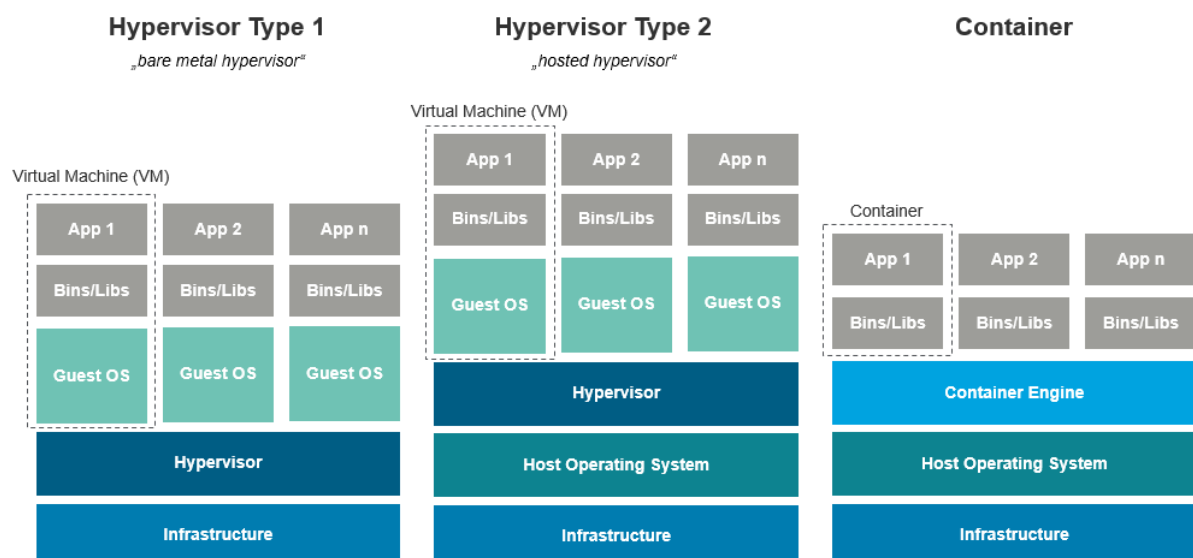 Hypervisor Type 1
„bare metal hypervisor“
Virtual Machine (VM)
App 1
App 2
App n
Bins/Libs
Bins/Libs
Bins/Libs
Guest OS
Guest OS
Guest OS
Hypervisor
Infrastructure
Hypervisor Type 2
„hosted hypervisor“
Virtual Machine (VM)
App 1
App 2
App n
Bins/Libs
Bins/Libs
Bins/Libs
Guest OS
Guest OS
Guest OS
Hypervisor
Host Operating System
Infrastructure
Container
Container
App 1
App 2
App n
Bins/Libs
Bins/Libs
Bins/Libs
Container Engine
Host Operating System
Infrastructure